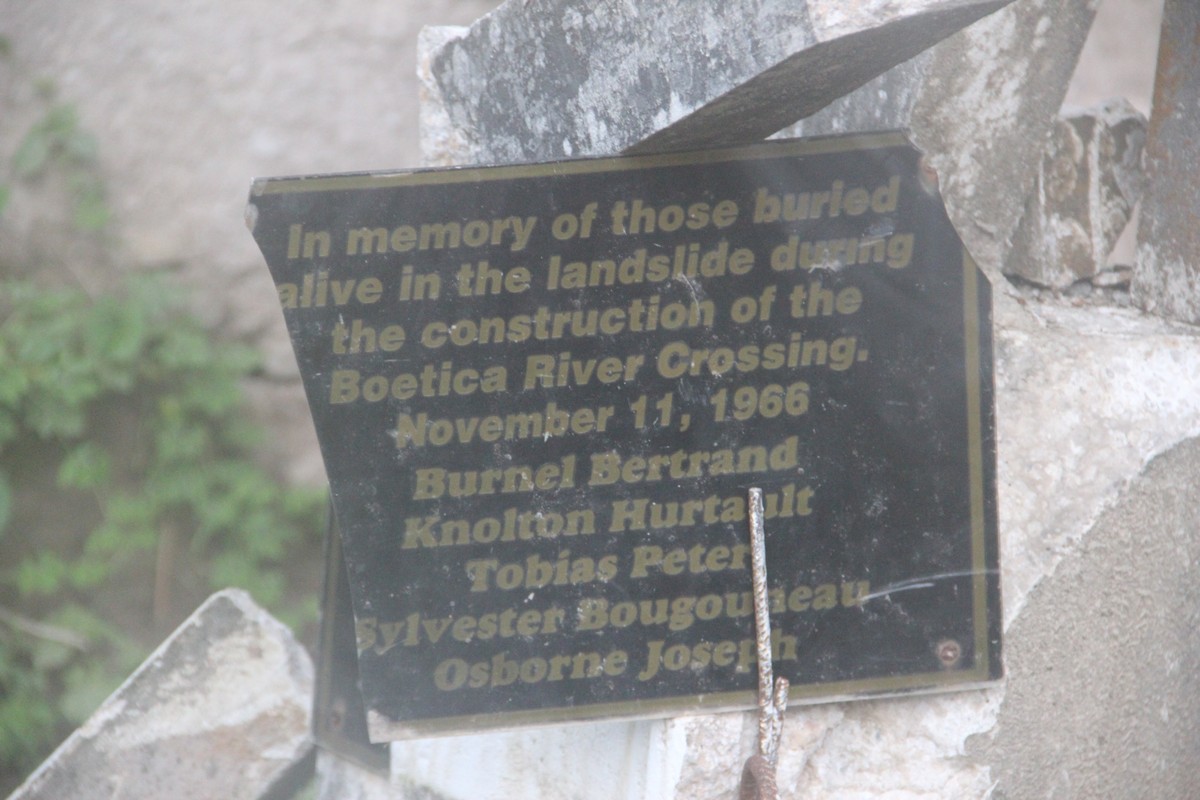 In memory of those buried
alive in the landslide during
the construction of the
Boetica River Crossing.
November 11, 1966
Burnel Bertrand
Knolton Hurtault
Tobias Peter
Sylvester Bougouneau
Osborne Joseph